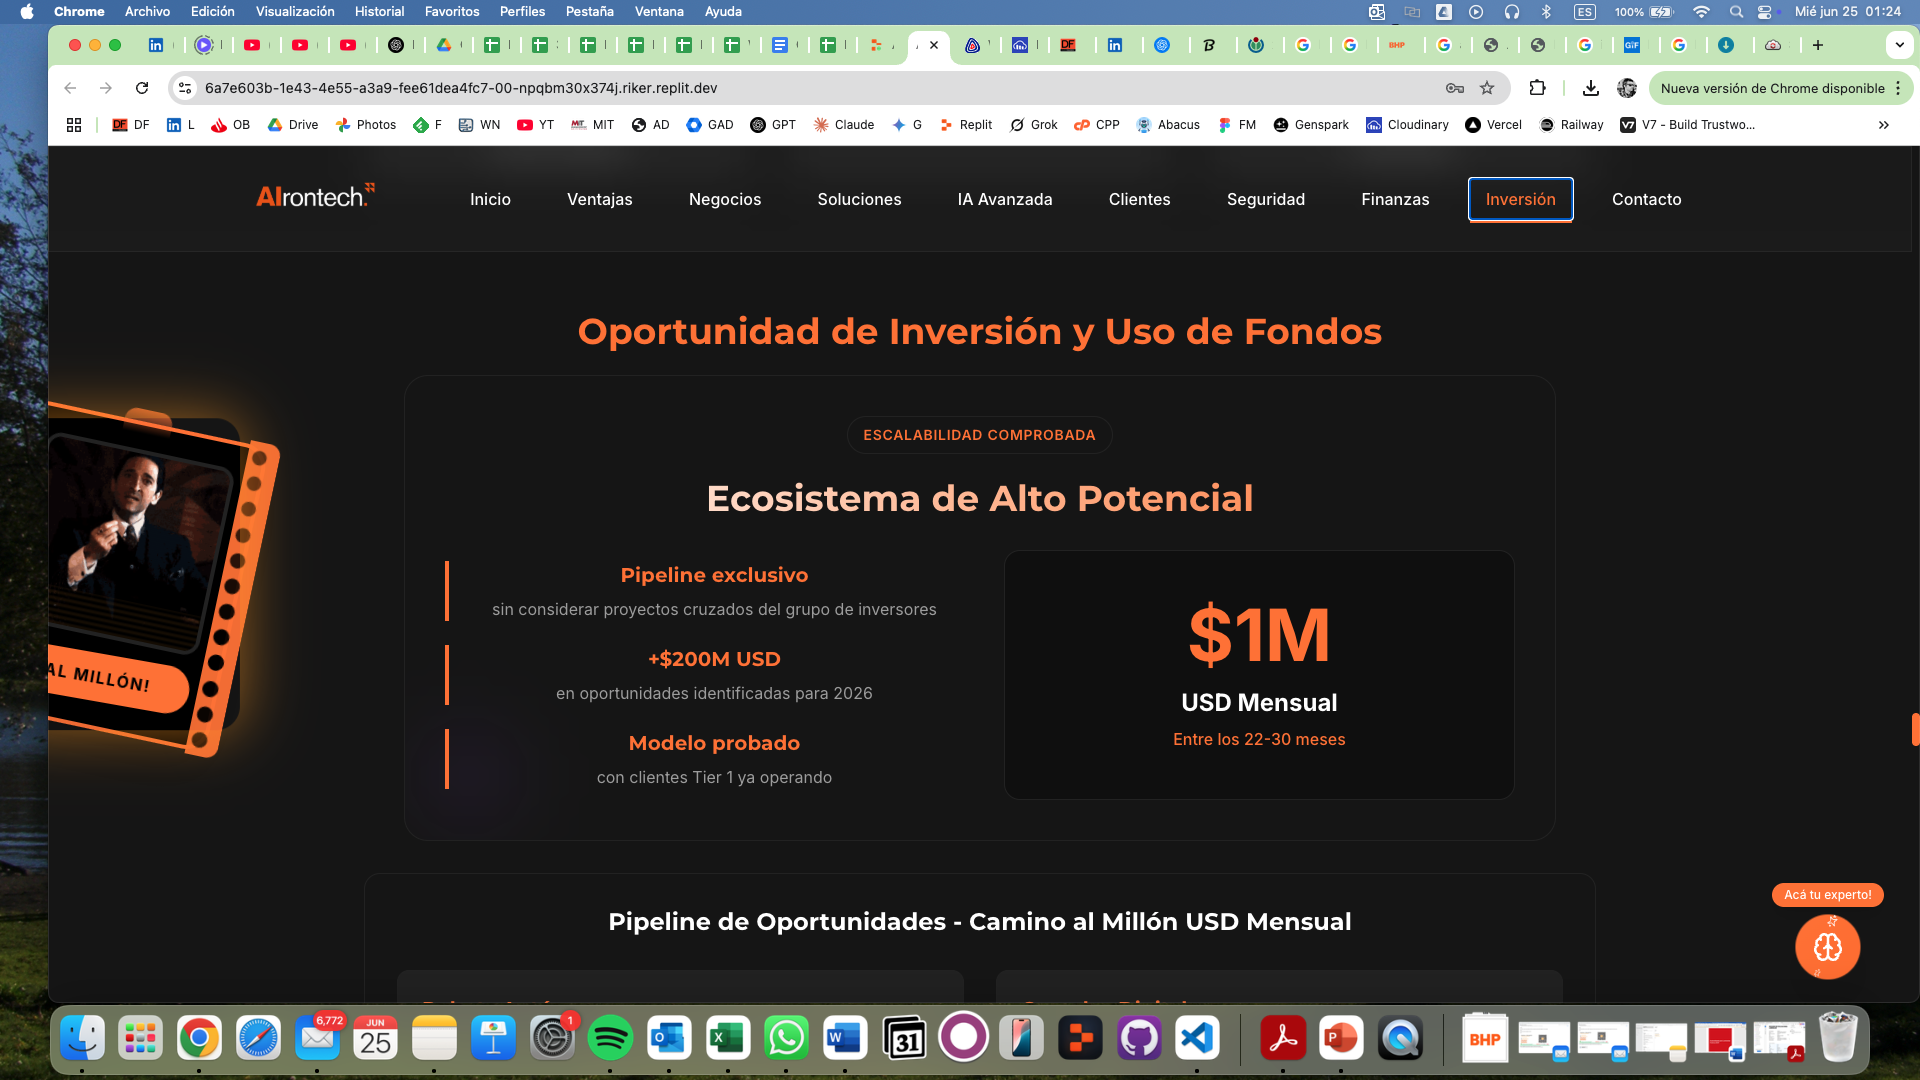 Chrome Archivo Edición Visualización Historial Favoritos Perfiles Pestaña Ventana Ayuda
ES 100% Mié jun 25 01:24
6a7e603b-1e43-4e55-a3a9-fee61dea4fc7-00-npqbm30x374j.riker.replit.dev
Nueva versión de Chrome disponible
DF L OB Drive Photos F WN YT MIT AD GAD GPT Claude G Replit Grok CPP Abacus FM Genspark Cloudinary Vercel Railway V7 - Build Trustwo...
AIrontech.
Inicio Ventajas Negocios Soluciones IA Avanzada Clientes Seguridad Finanzas Inversión Contacto
Oportunidad de Inversión y Uso de Fondos
ESCALABILIDAD COMPROBADA
Ecosistema de Alto Potencial
Pipeline exclusivo
sin considerar proyectos cruzados del grupo de inversores
+$200M USD
en oportunidades identificadas para 2026
Modelo probado
con clientes Tier 1 ya operando
$1M
USD Mensual
Entre los 22-30 meses
AL MILLÓN!
Acá tu experto!
Pipeline de Oportunidades - Camino al Millón USD Mensual
6,772
JUN
25
1
31
BHP